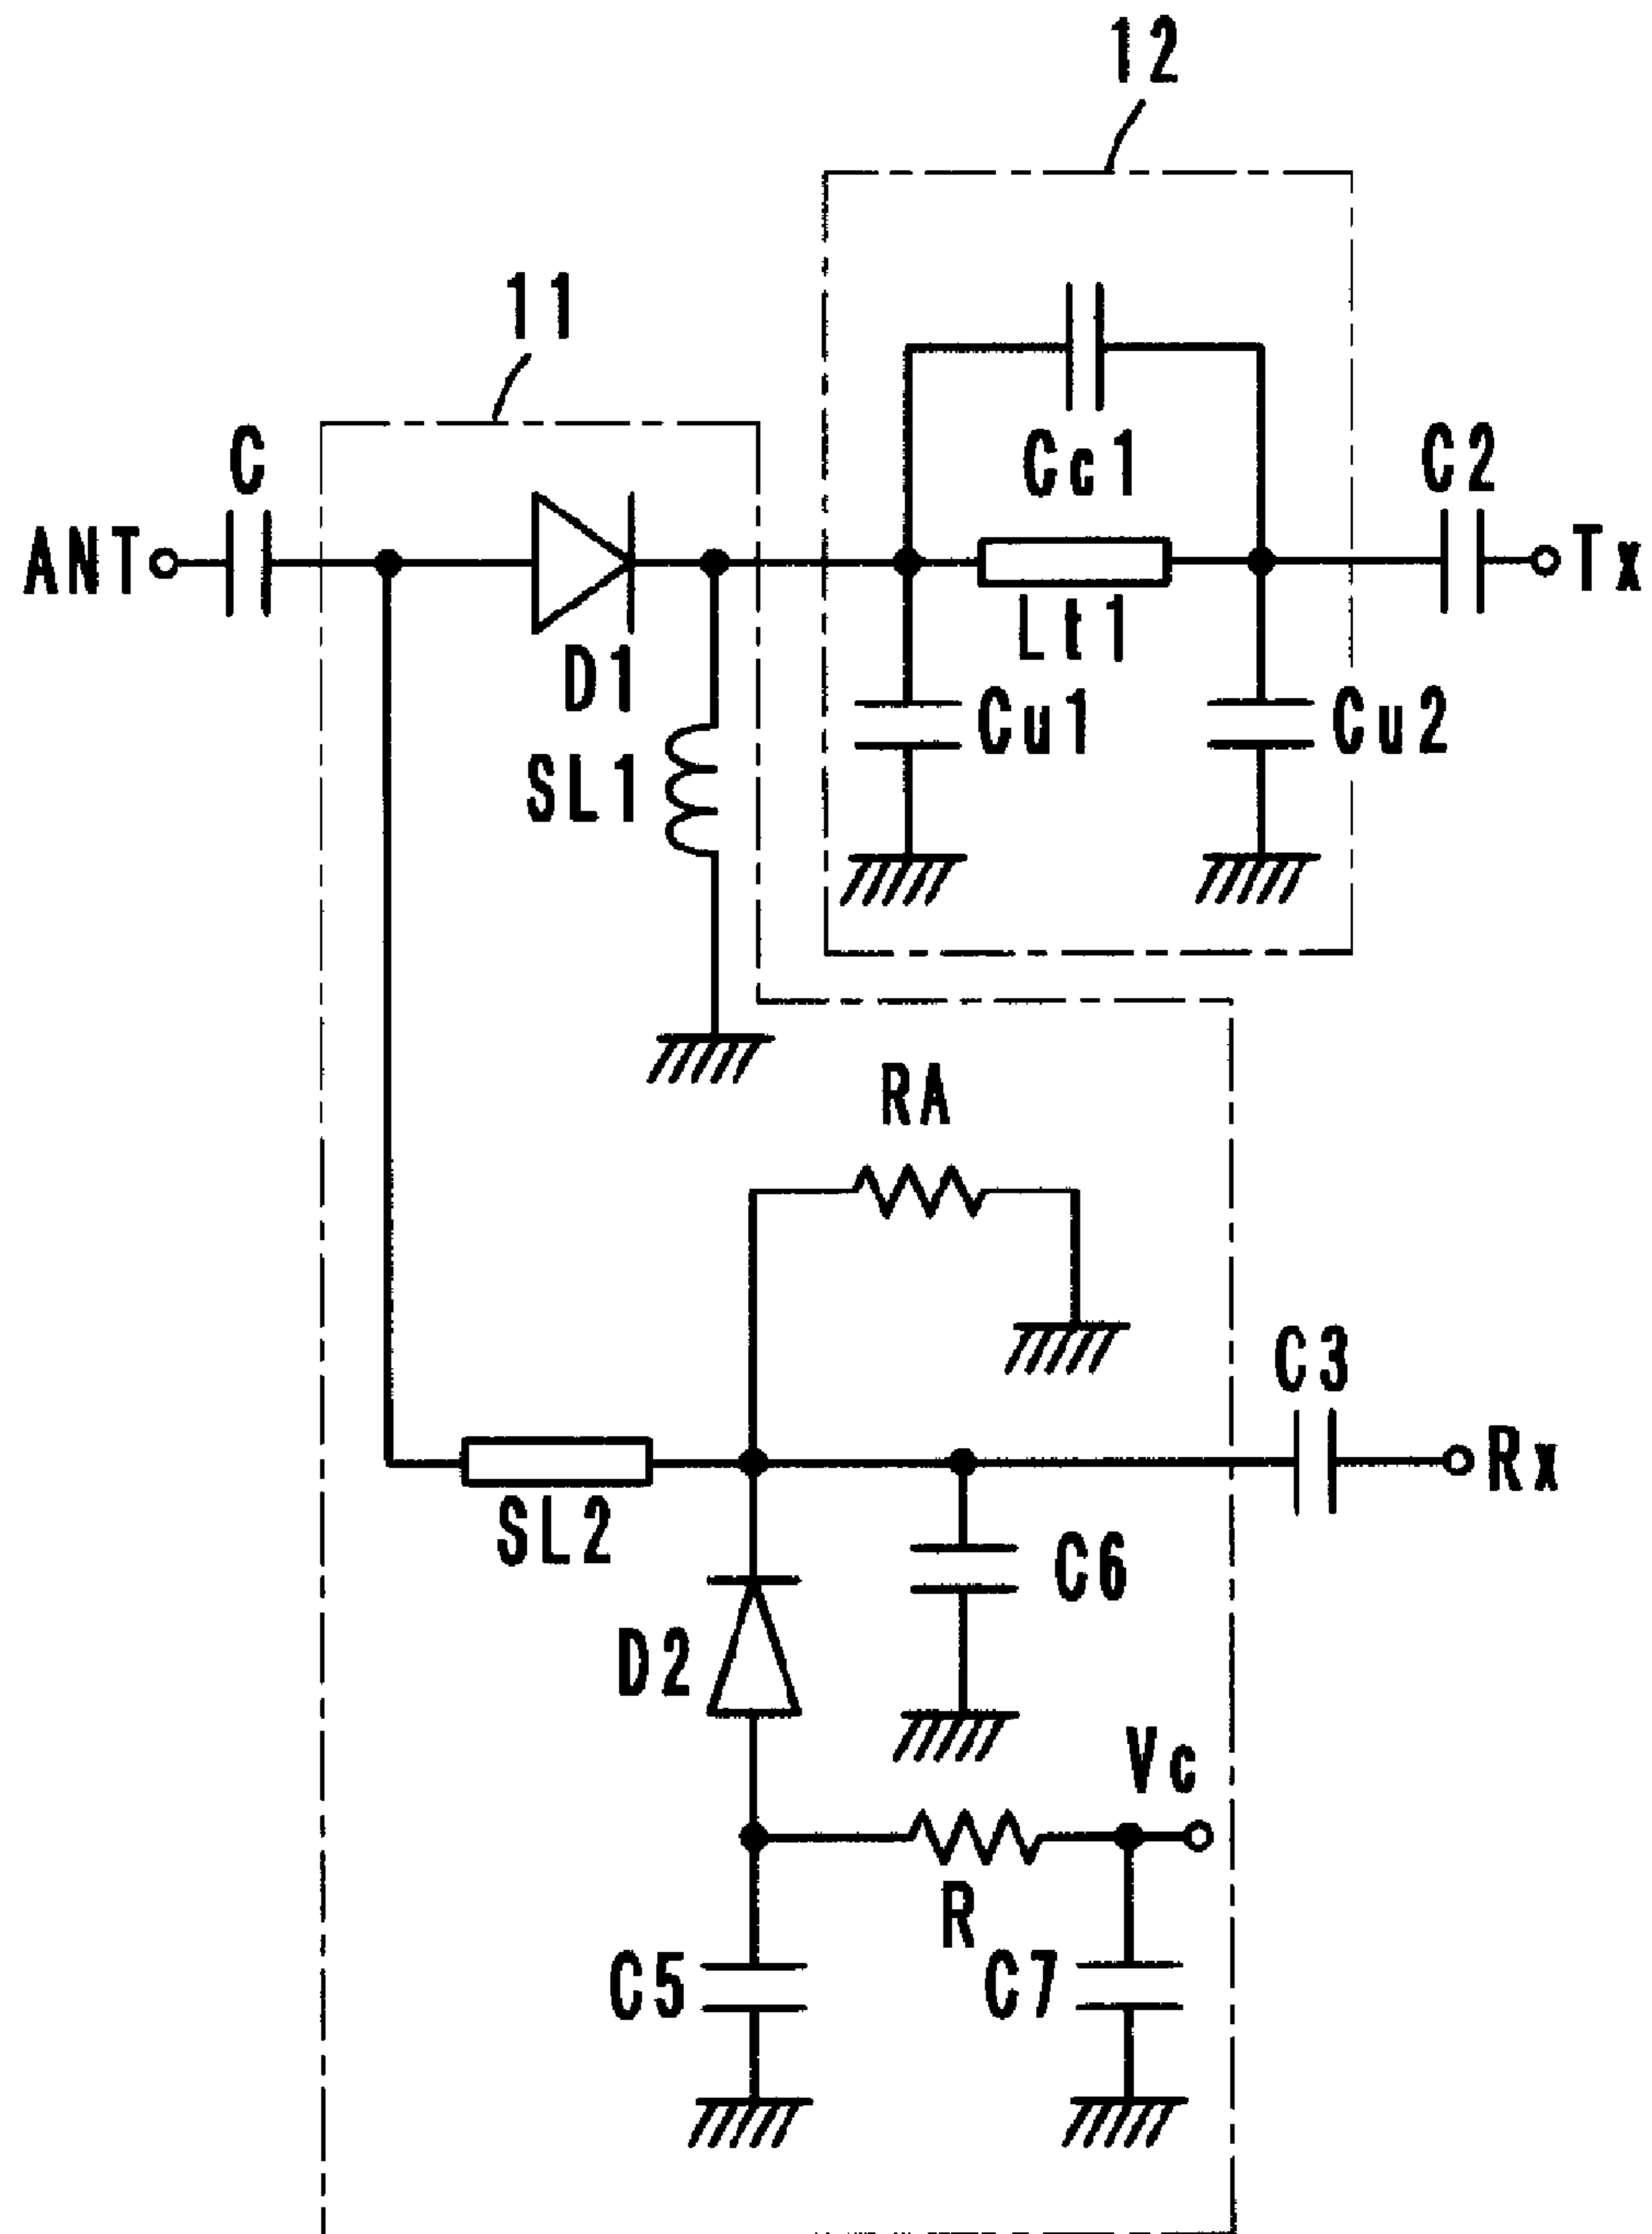 12
11
C
Cc1
C2
ANT
Tx
Lt1
D1
Cu1
Cu2
SL1
RA
C3
Rx
SL2
C6
D2
Vc
R
C5
C7